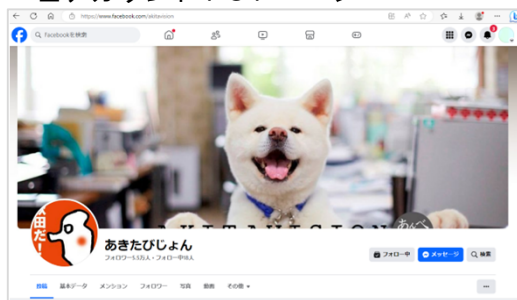 https://www.facebook.com/akitavision
Facebookを検索
AKITAVISION
田だ!
あきたびじょん
フォロワー5.5万人・フォロー中18人
フォロー中
メッセージ
検索
投稿 基本データ メンション フォロワー 写真 動画 その他